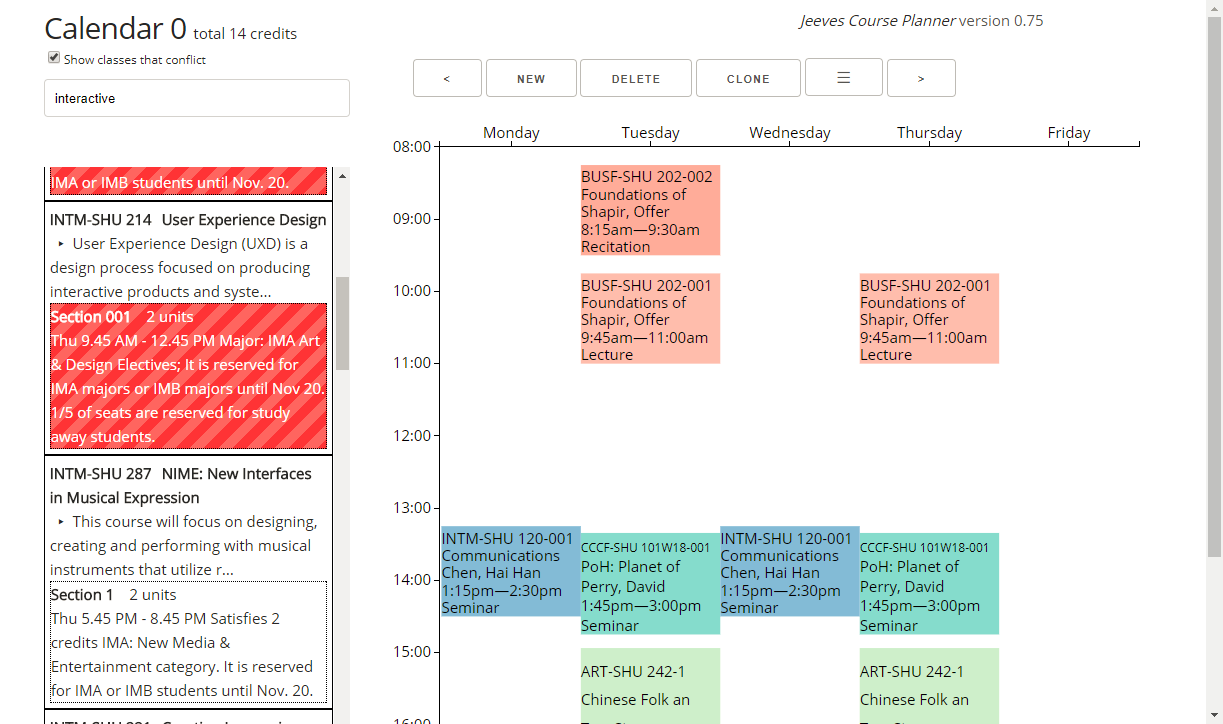 Calendar 0 total 14 credits
Jeeves Course Planner version 0.75
Show classes that conflict
interactive
< NEW DELETE CLONE ☰ >
IMA or IMB students until Nov. 20.
INTM-SHU 214 User Experience Design
‣ User Experience Design (UXD) is a
design process focused on producing
interactive products and syste...
Section 001 2 units
Thu 9.45 AM - 12.45 PM Major: IMA Art
& Design Electives; It is reserved for
IMA majors or IMB majors until Nov 20.
1/5 of seats are reserved for study
away students.
INTM-SHU 287 NIME: New Interfaces
in Musical Expression
‣ This course will focus on designing,
creating and performing with musical
instruments that utilize r...
Section 1 2 units
Thu 5.45 PM - 8.45 PM Satisfies 2
credits IMA: New Media &
Entertainment category. It is reserved
for IMA or IMB students until Nov. 20.
Monday Tuesday Wednesday Thursday Friday
08:00
09:00
10:00
11:00
12:00
13:00
14:00
15:00
16:00
BUSF-SHU 202-002
Foundations of
Shapir, Offer
8:15am—9:30am
Recitation
BUSF-SHU 202-001
Foundations of
Shapir, Offer
9:45am—11:00am
Lecture
BUSF-SHU 202-001
Foundations of
Shapir, Offer
9:45am—11:00am
Lecture
INTM-SHU 120-001
Communications
Chen, Hai Han
1:15pm—2:30pm
Seminar
CCCF-SHU 101W18-001
PoH: Planet of
Perry, David
1:45pm—3:00pm
Seminar
INTM-SHU 120-001
Communications
Chen, Hai Han
1:15pm—2:30pm
Seminar
CCCF-SHU 101W18-001
PoH: Planet of
Perry, David
1:45pm—3:00pm
Seminar
ART-SHU 242-1
Chinese Folk an
ART-SHU 242-1
Chinese Folk an